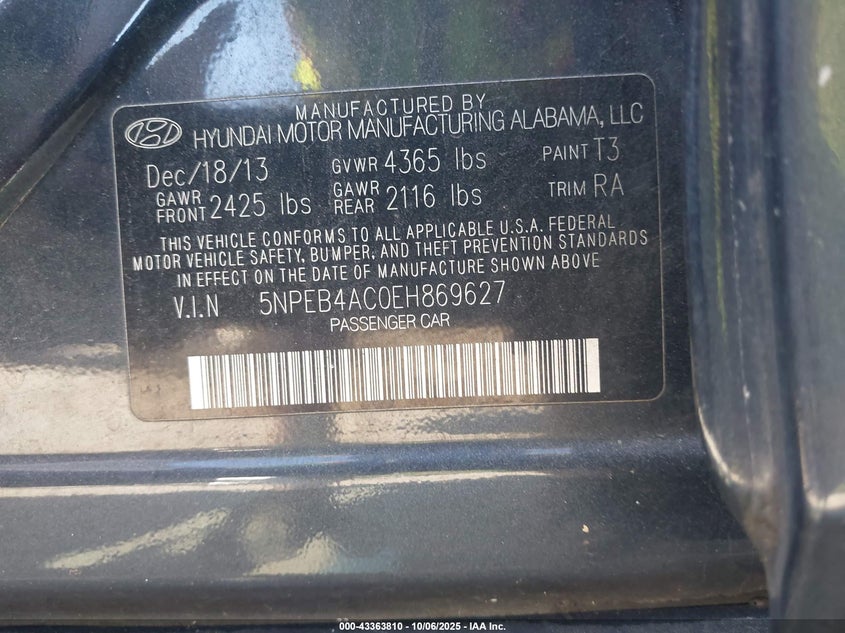 MANUFACTURED BY
HYUNDAI MOTOR MANUFACTURING ALABAMA, LLC
Dec/18/13 GVWR 4365 lbs PAINT T3
GAWR FRONT 2425 lbs GAWR REAR 2116 lbs TRIM RA
THIS VEHICLE CONFORMS TO ALL APPLICABLE U.S.A. FEDERAL
MOTOR VEHICLE SAFETY, BUMPER, AND THEFT PREVENTION STANDARDS
IN EFFECT ON THE DATE OF MANUFACTURE SHOWN ABOVE
V.I.N 5NPEB4AC0EH869627
PASSENGER CAR
000-43363810 - 10/06/2025 - IAA Inc.